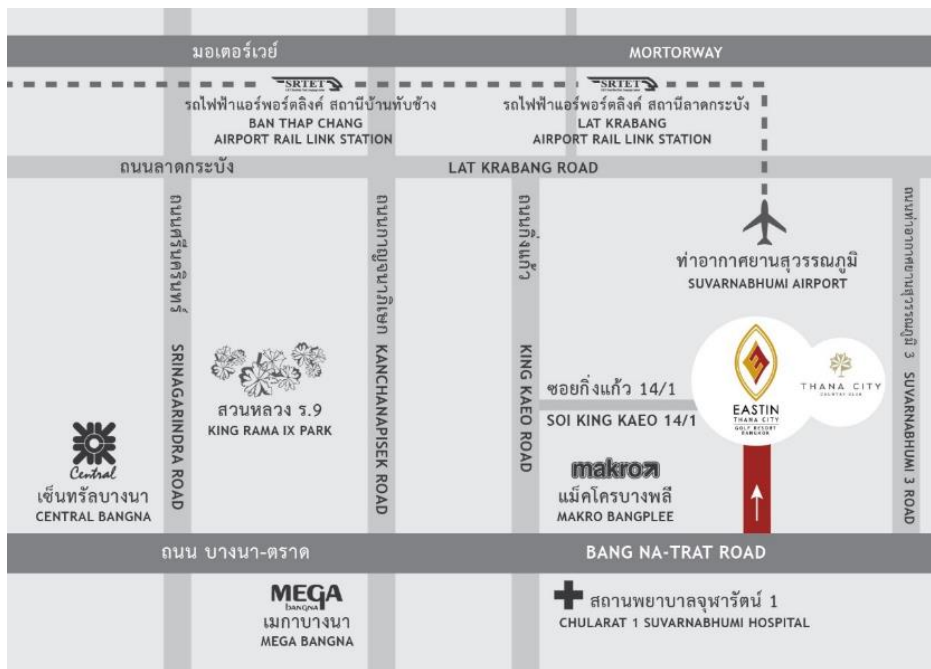 มอเตอร์เวย์
MORTORWAY
SRTET
SRTET
รถไฟฟ้าแอร์พอร์ตลิงค์ สถานีบ้านทับช้าง
BAN THAP CHANG
AIRPORT RAIL LINK STATION
รถไฟฟ้าแอร์พอร์ตลิงค์ สถานีลาดกระบัง
LAT KRABANG
AIRPORT RAIL LINK STATION
ถนนลาดกระบัง
LAT KRABANG ROAD
ถนนศรีนครินทร์ SRINAGARINDRA ROAD
ถนนกาญจนาภิเษก KANCHANAPISEK ROAD
ถนนกิ่งแก้ว KING KAEO ROAD
ถนนท่าอากาศยานสุวรรณภูมิ 3 SUVARNABHUMI 3 ROAD
ท่าอากาศยานสุวรรณภูมิ
SUVARNABHUMI AIRPORT
สวนหลวง ร.9
KING RAMA IX PARK
ซอยกิ่งแก้ว 14/1
SOI KING KAEO 14/1
EASTIN
THANA CITY
GOLF RESORT
BANGKOK
THANA CITY
COUNTRY CLUB
Central
เซ็นทรัลบางนา
CENTRAL BANGNA
makro
แม็คโครบางพลี
MAKRO BANGPLEE
ถนน บางนา-ตราด
BANG NA-TRAT ROAD
MEGA
BANGNA
เมกาบางนา
MEGA BANGNA
สถานพยาบาลจุฬารัตน์ 1
CHULARAT 1 SUVARNABHUMI HOSPITAL